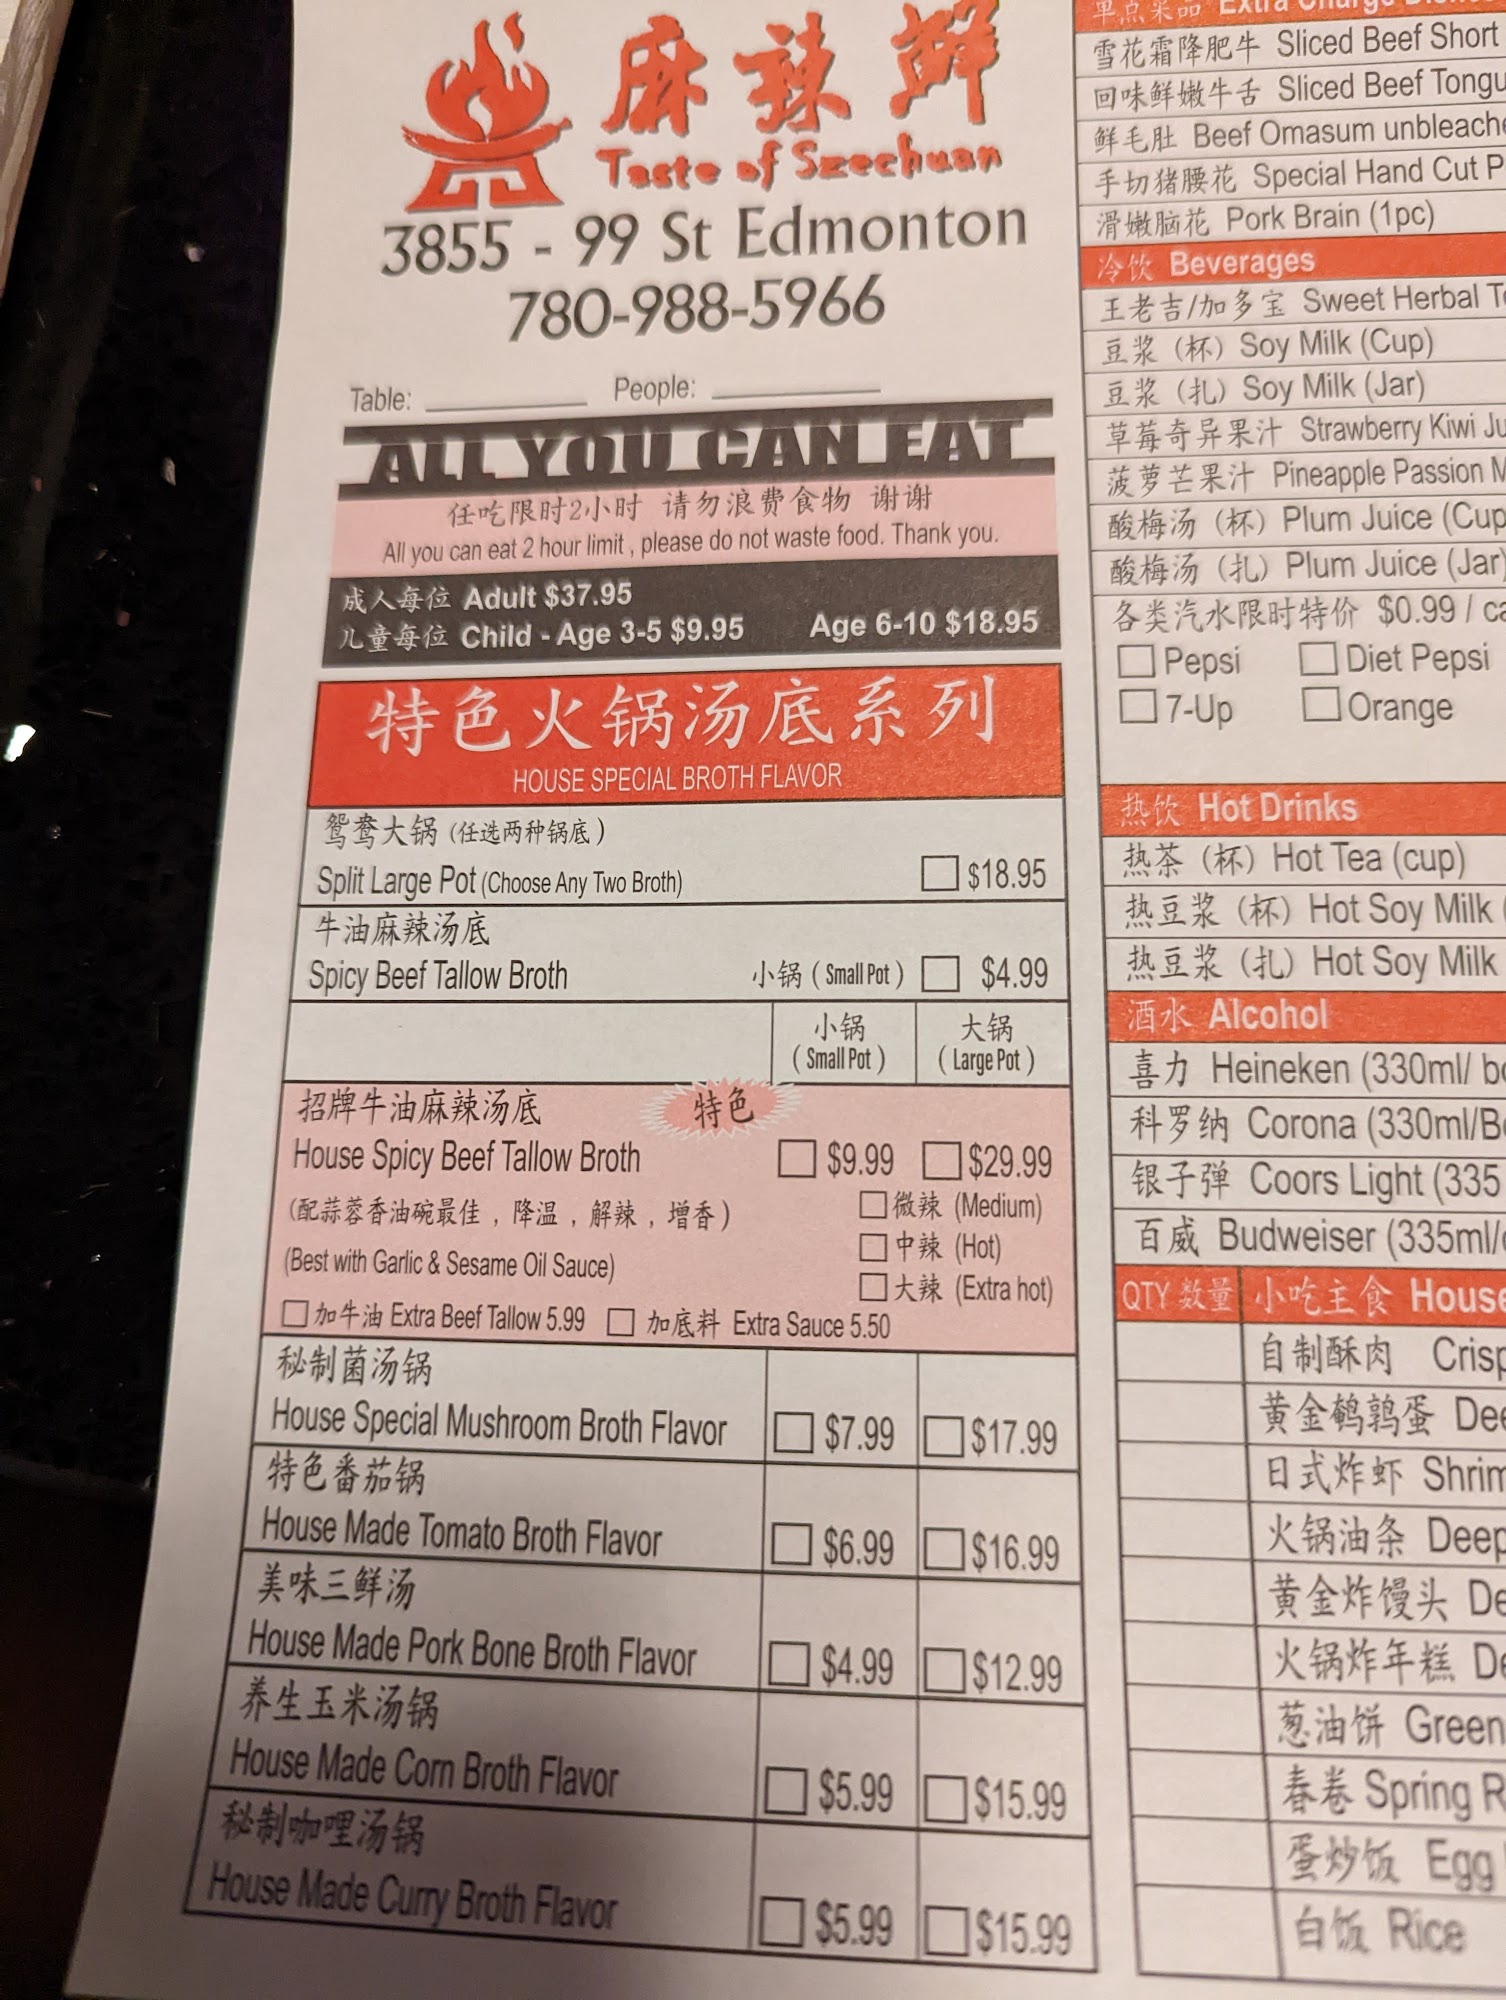 麻辣鲜
Taste of Szechuan
3855 - 99 St Edmonton
780-988-5966
Table: People:
ALL YOU CAN EAT
任吃限时2小时 请勿浪费食物 谢谢
All you can eat 2 hour limit , please do not waste food. Thank you.
成人每位 Adult $37.95
儿童每位 Child - Age 3-5 $9.95 Age 6-10 $18.95
特色火锅汤底系列
HOUSE SPECIAL BROTH FLAVOR
鸳鸯大锅 (任选两种锅底)
Split Large Pot (Choose Any Two Broth) $18.95
牛油麻辣汤底
Spicy Beef Tallow Broth 小锅 ( Small Pot ) $4.99
小锅 大锅
( Small Pot ) ( Large Pot )
招牌牛油麻辣汤底 特色
House Spicy Beef Tallow Broth $9.99 $29.99
(配蒜蓉香油碗最佳 , 降温 , 解辣 , 增香 ) 微辣 (Medium)
(Best with Garlic & Sesame Oil Sauce) 中辣 (Hot)
大辣 (Extra hot)
加牛油 Extra Beef Tallow 5.99 加底料 Extra Sauce 5.50
秘制菌汤锅
House Special Mushroom Broth Flavor $7.99 $17.99
特色番茄锅
House Made Tomato Broth Flavor $6.99 $16.99
美味三鲜汤
House Made Pork Bone Broth Flavor $4.99 $12.99
养生玉米汤锅
House Made Corn Broth Flavor $5.99 $15.99
秘制咖哩汤锅
House Made Curry Broth Flavor $5.99 $15.99
单点菜品 Extra Charge
雪花霜降肥牛 Sliced Beef Short
回味鲜嫩牛舌 Sliced Beef Tongu
鲜毛肚 Beef Omasum unbleache
手切猪腰花 Special Hand Cut P
滑嫩脑花 Pork Brain (1pc)
冷饮 Beverages
王老吉/加多宝 Sweet Herbal T
豆浆 (杯) Soy Milk (Cup)
豆浆 (扎) Soy Milk (Jar)
草莓奇异果汁 Strawberry Kiwi Ju
菠萝芒果汁 Pineapple Passion M
酸梅汤 (杯) Plum Juice (Cup
酸梅汤 (扎) Plum Juice (Jar)
各类汽水限时特价 $0.99 / ca
Pepsi Diet Pepsi
7-Up Orange
热饮 Hot Drinks
热茶 (杯) Hot Tea (cup)
热豆浆 (杯) Hot Soy Milk (
热豆浆 (扎) Hot Soy Milk
酒水 Alcohol
喜力 Heineken (330ml/ bo
科罗纳 Corona (330ml/Bo
银子弹 Coors Light (335
百威 Budweiser (335ml/c
QTY 数量 小吃主食 House
自制酥肉 Crisp
黄金鹌鹑蛋 Dee
日式炸虾 Shrim
火锅油条 Deep
黄金炸馒头 De
火锅炸年糕 De
葱油饼 Green
春卷 Spring R
蛋炒饭 Egg
白饭 Rice